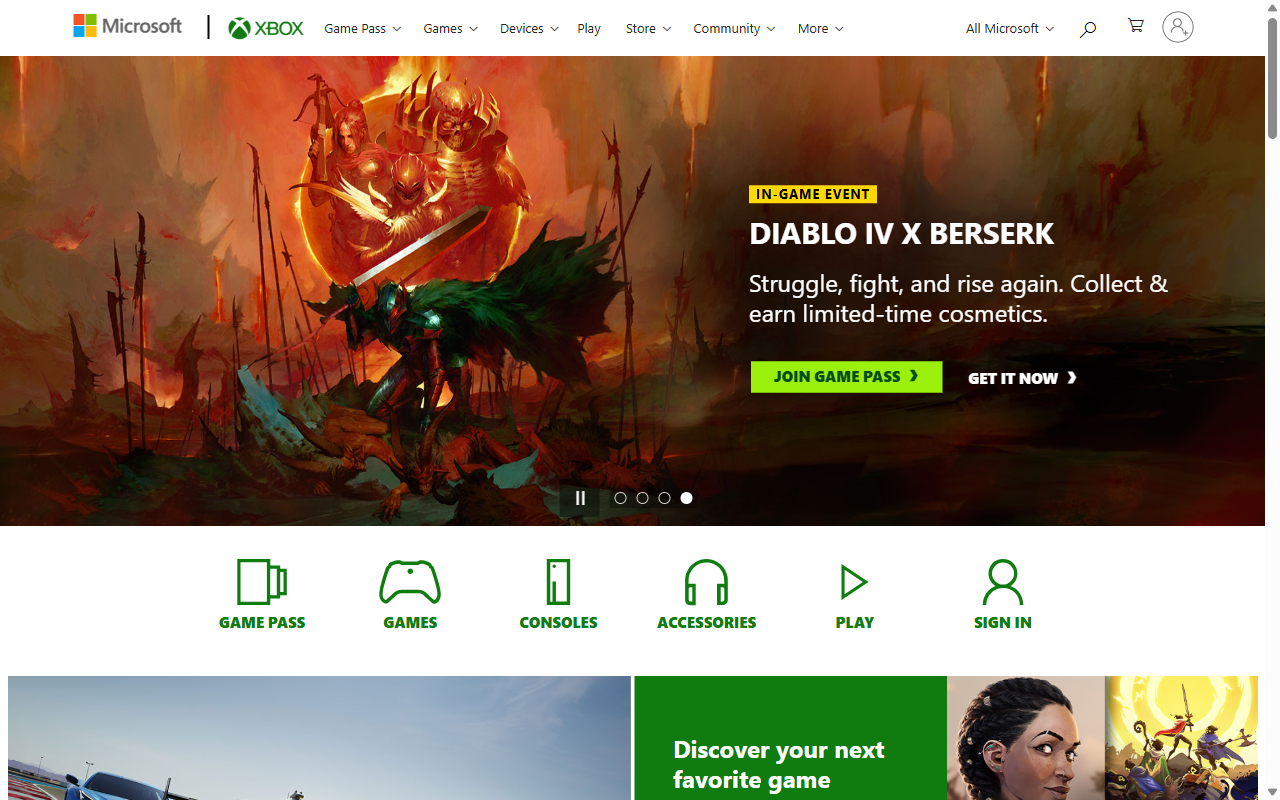 Microsoft
XBOX
Game Pass
Games
Devices
Play
Store
Community
More
All Microsoft
IN-GAME EVENT
DIABLO IV X BERSERK
Struggle, fight, and rise again. Collect &
earn limited-time cosmetics.
JOIN GAME PASS
GET IT NOW
GAME PASS
GAMES
CONSOLES
ACCESSORIES
PLAY
SIGN IN
Discover your next
favorite game